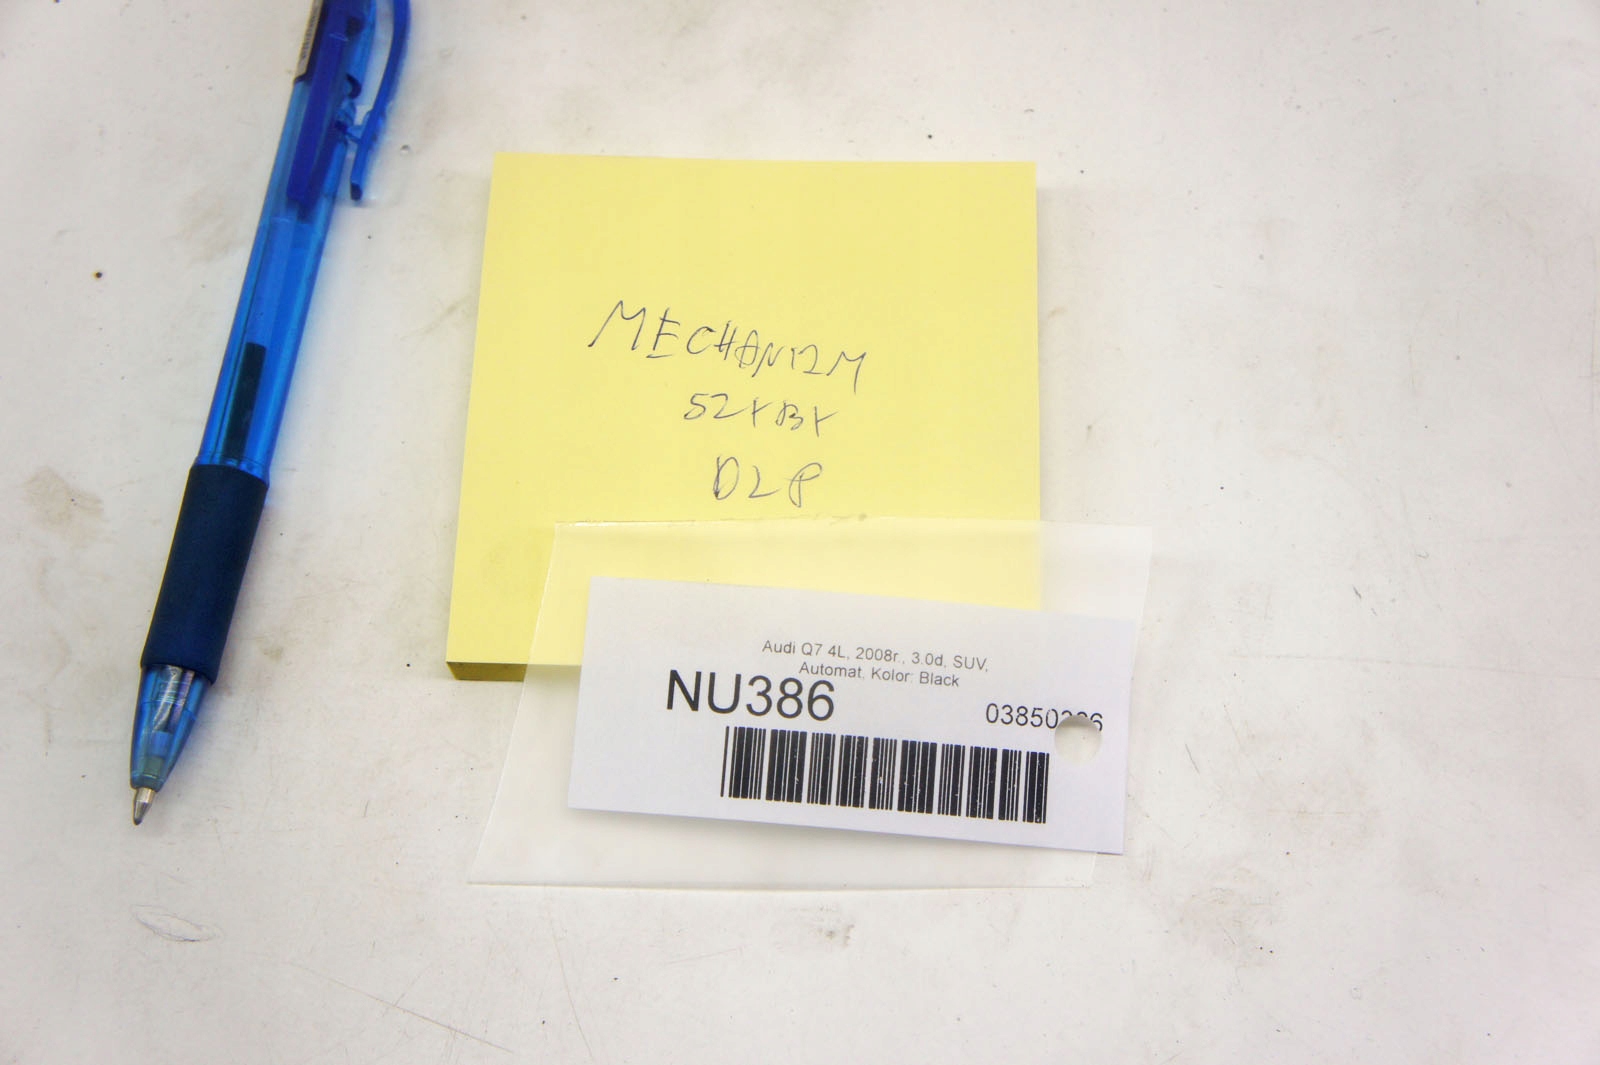 MECHANIZM
SZYBY
DLP
Audi Q7 4L, 2008r., 3.0d, SUV,
Automat, Kolor: Black
NU386